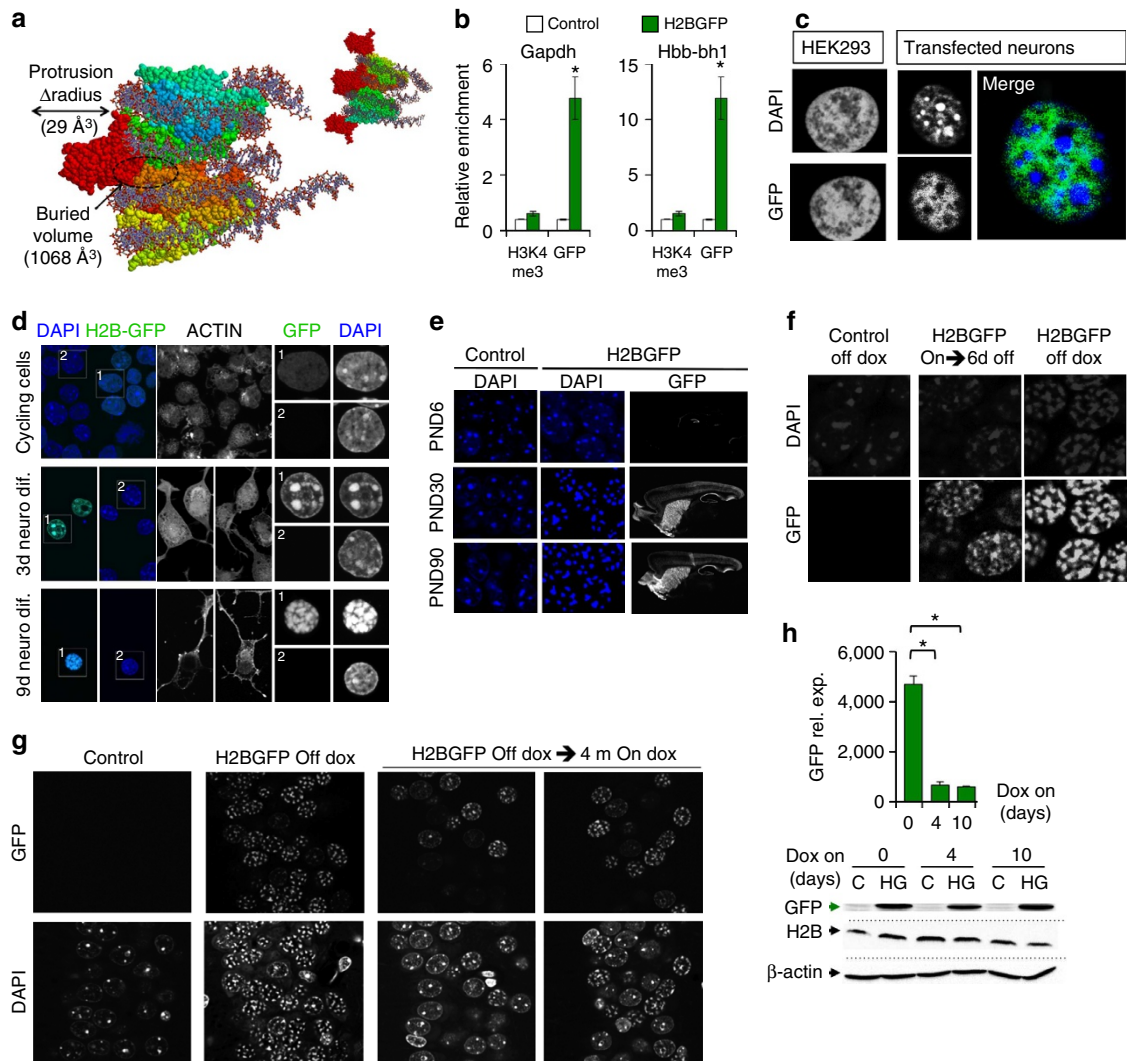 a
Protrusion
Δradius
(29 Å³)
Buried
volume
(1068 Å³)
b
Control
H2BGFP
Gapdh
Hbb-bh1
Relative enrichment
6
4
2
0
*
H3K4
me3
GFP
15
10
5
0
*
H3K4
me3
GFP
c
HEK293
Transfected neurons
DAPI
GFP
Merge
d
DAPI H2B-GFP
ACTIN
GFP
DAPI
Cycling cells
2
1
1
2
3d neuro dif.
1
2
1
2
9d neuro dif.
1
2
1
2
e
Control
H2BGFP
DAPI
DAPI
GFP
PND6
PND30
PND90
f
Control
off dox
H2BGFP
On➔6d off
H2BGFP
off dox
DAPI
GFP
g
Control
H2BGFP Off dox
H2BGFP Off dox ➔ 4 m On dox
GFP
DAPI
h
*
*
GFP rel. exp.
6,000
4,000
2,000
0
0 4 10
Dox on
(days)
Dox on
(days)
0 4 10
C HG C HG C HG
GFP
H2B
β-actin